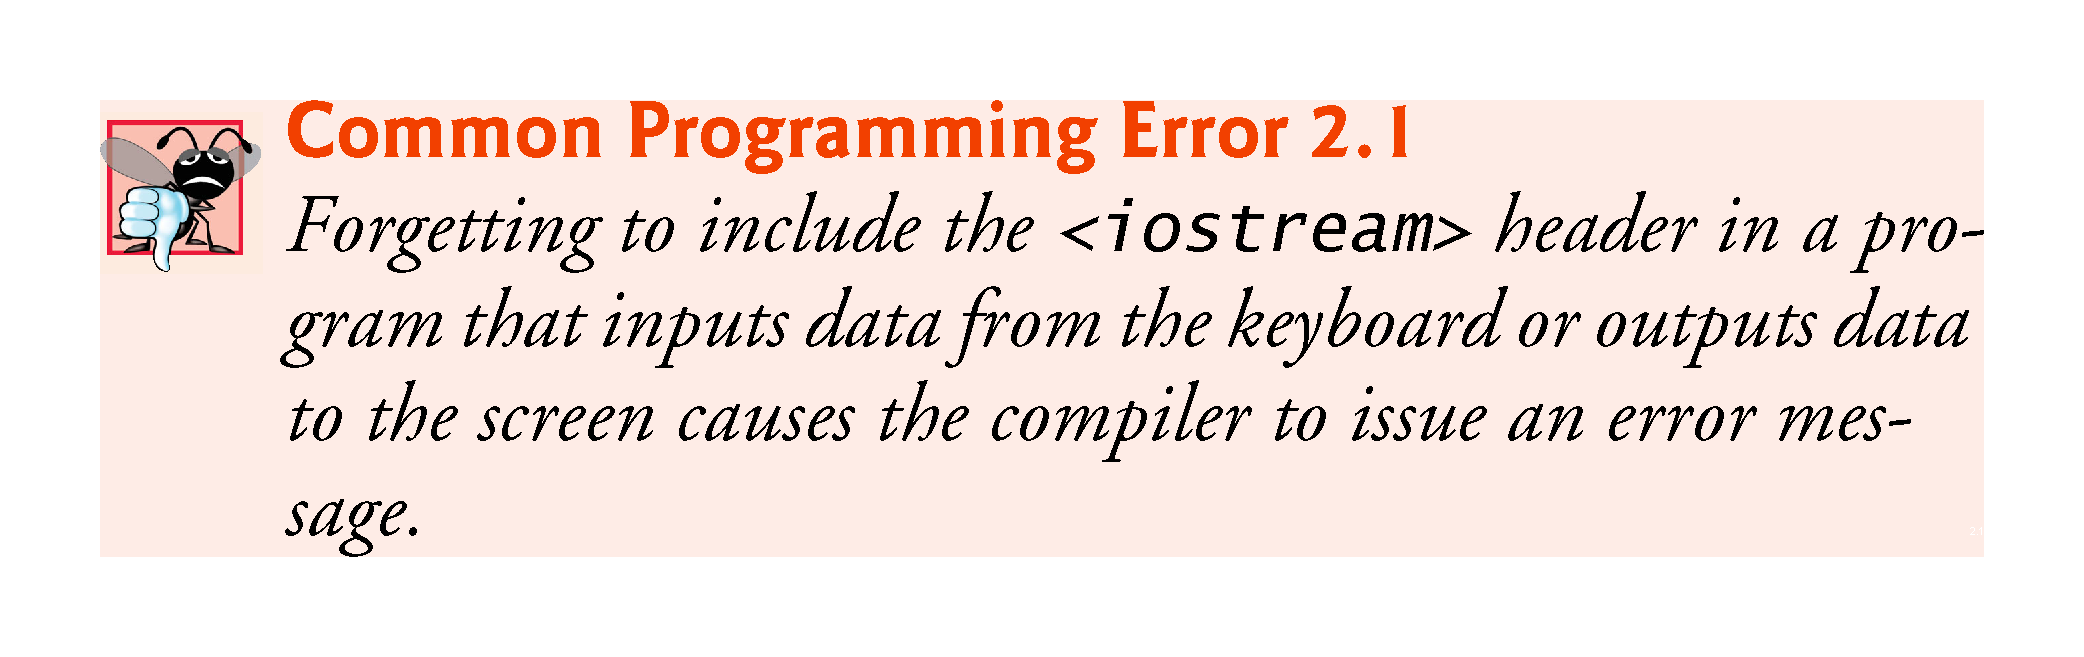 Common Programming Error 2.1
Forgetting to include the <iostream> header in a pro-
gram that inputs data from the keyboard or outputs data
to the screen causes the compiler to issue an error mes-
sage.